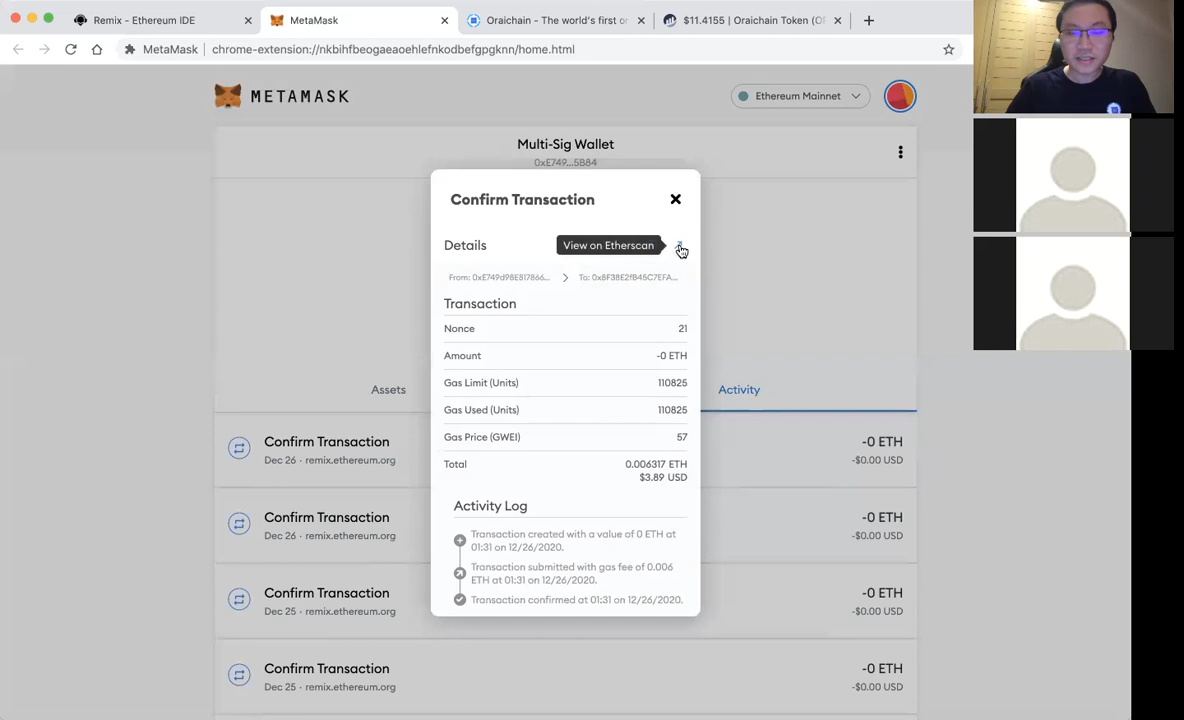 Remix - Ethereum IDE
MetaMask
Oraichain - The world's first or
$11.4155 | Oraichain Token (O
MetaMask
chrome-extension://nkbihfbeogaeaoehlefnkodbefgpgknn/home.html
METAMASK
Ethereum Mainnet
Multi-Sig Wallet
0xE749...5B84
Confirm Transaction
Details
View on Etherscan
From: 0xE749d98E817866...
To: 0x8F38E2fB45C7EFA...
Transaction
Nonce 21
Amount -0 ETH
Gas Limit (Units) 110825
Gas Used (Units) 110825
Gas Price (GWEI) 57
Total 0.006317 ETH
$3.89 USD
Activity Log
Transaction created with a value of 0 ETH at
01:31 on 12/26/2020.
Transaction submitted with gas fee of 0.006
ETH at 01:31 on 12/26/2020.
Transaction confirmed at 01:31 on 12/26/2020.
Assets
Activity
Confirm Transaction -0 ETH
Dec 26 · remix.ethereum.org -$0.00 USD
Confirm Transaction -0 ETH
Dec 26 · remix.ethereum.org -$0.00 USD
Confirm Transaction -0 ETH
Dec 25 · remix.ethereum.org -$0.00 USD
Confirm Transaction -0 ETH
Dec 25 · remix.ethereum.org -$0.00 USD